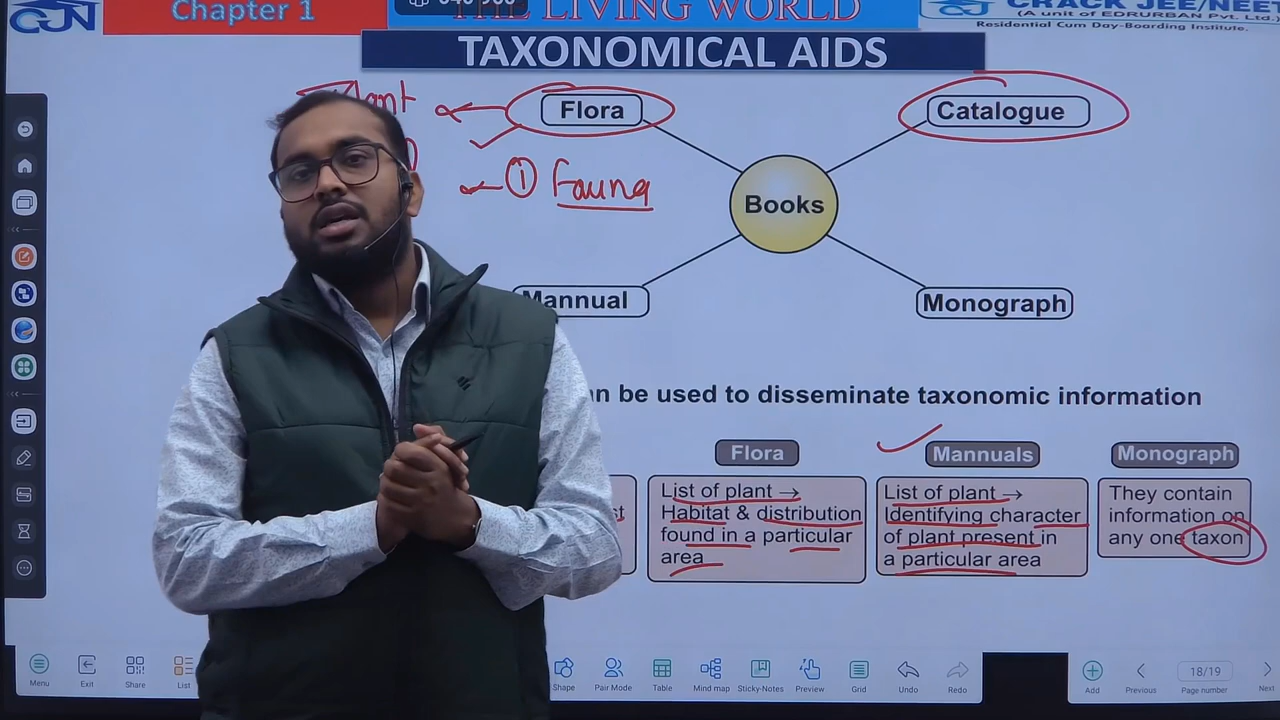 Chapter 1
THE LIVING WORLD
CRACK JEE/NEET
(A unit of EDRURBAN Pvt. Ltd.)
Residential Cum Day-Boarding Institute.
CJN
TAXONOMICAL AIDS
Plant
Flora
Catalogue
① Fauna
Books
Mannual
Monograph
n be used to disseminate taxonomic information
Flora
Mannuals
Monograph
List of plant →
Habitat & distribution
found in a particular
area
List of plant →
Identifying character
of plant present in
a particular area
They contain
information on
any one taxon
Menu
Exit
Share
List
Shape
Pair Mode
Table
Mind map
Sticky-Notes
Preview
Grid
Undo
Redo
Add
Previous
18/19
Page number
Next